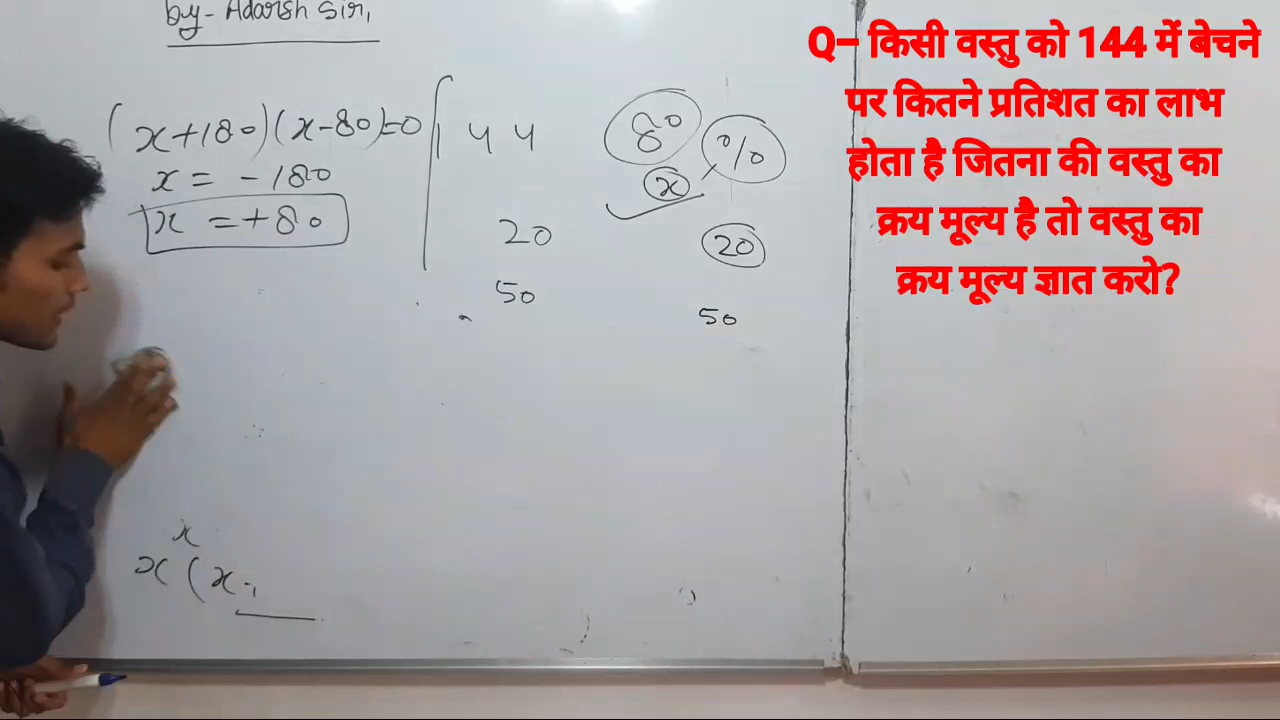 by- Adarsh Sir,
(x+180)(x-80)=0
x = -180
x = +80
144
80
%
x
20
20
50
50
x
x (x
Q– किसी वस्तु को 144 में बेचने
पर कितने प्रतिशत का लाभ
होता है जितना की वस्तु का
क्रय मूल्य है तो वस्तु का
क्रय मूल्य ज्ञात करो?